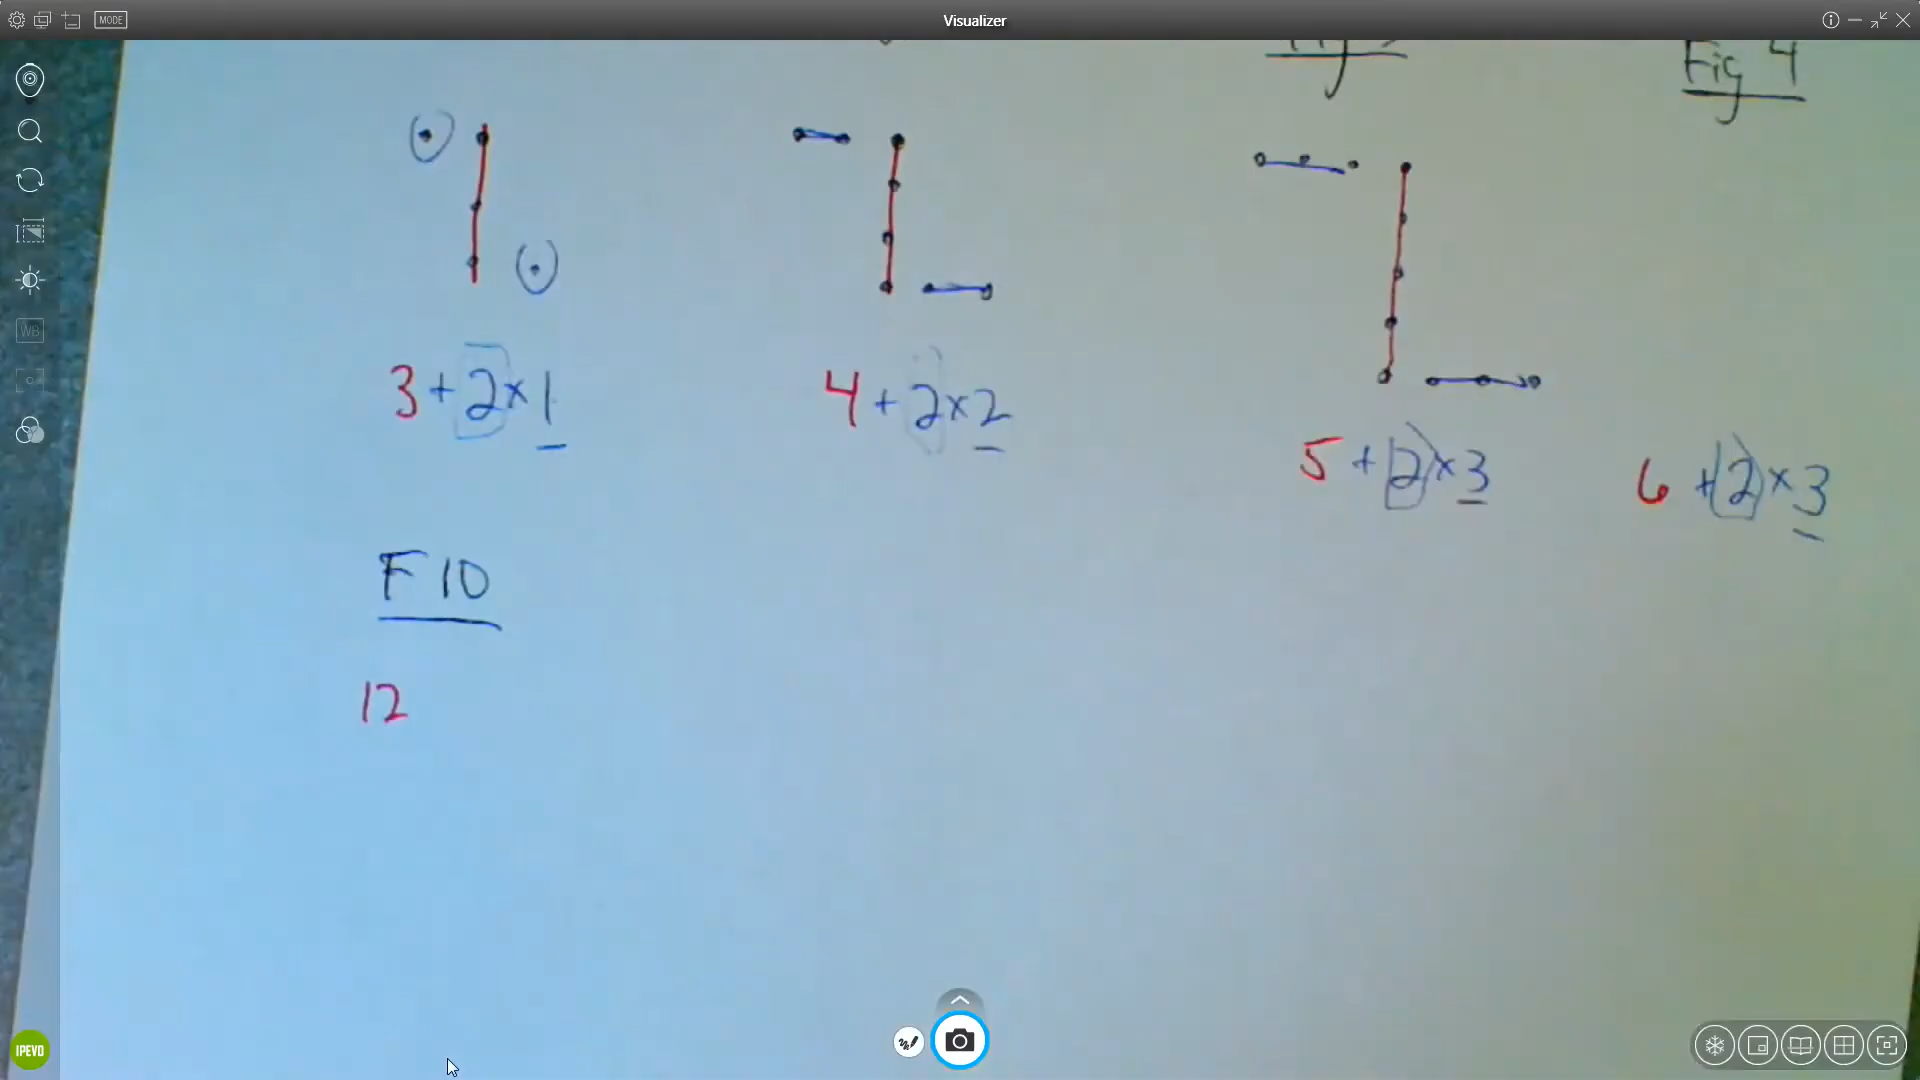 MODE
Visualizer
Fig 4
WB
3 + 2 × 1
4 + 2 × 2
5 + 2 × 3
6 + 2 × 3
F 10
12
IPEVO